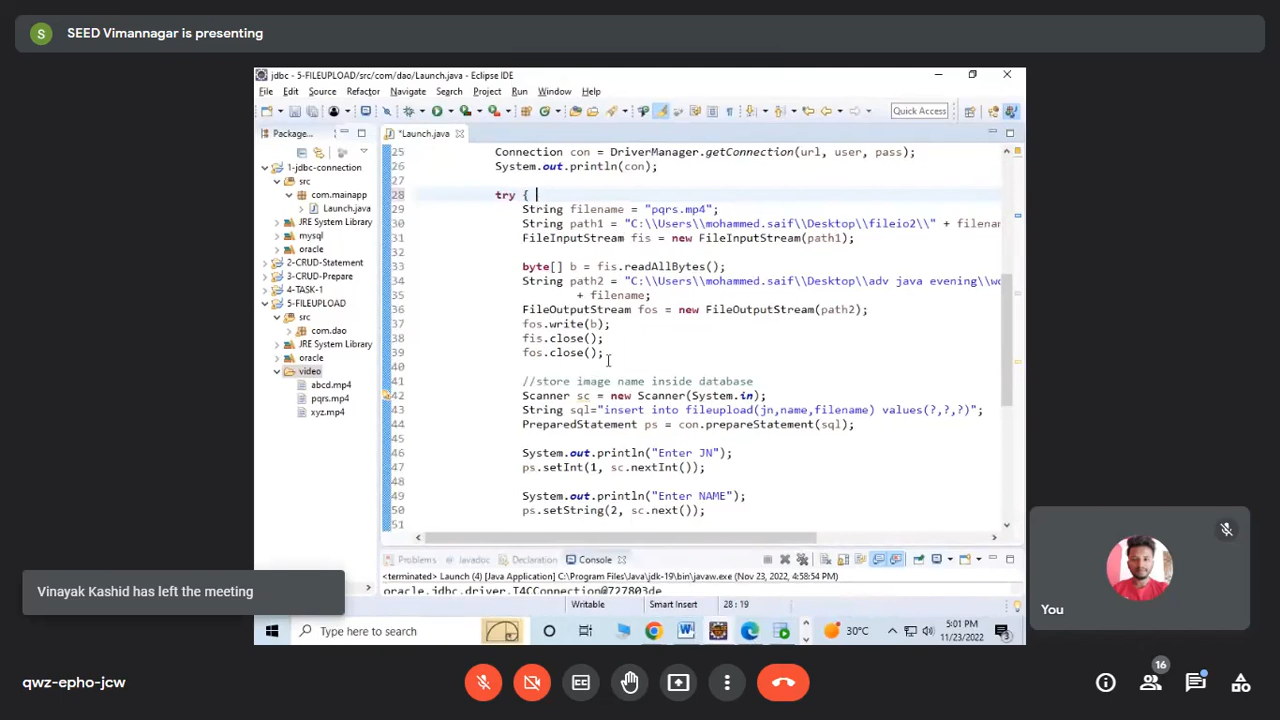 S SEED Vimannagar is presenting
jdbc - 5-FILEUPLOAD/src/com/dao/Launch.java - Eclipse IDE
File Edit Source Refactor Navigate Search Project Run Window Help
Quick Access
Package...
*Launch.java
1-jdbc-connection
src
com.mainapp
Launch.java
JRE System Library
mysql
oracle
2-CRUD-Statement
3-CRUD-Prepare
4-TASK-1
5-FILEUPLOAD
src
com.dao
JRE System Library
oracle
video
abcd.mp4
pqrs.mp4
xyz.mp4
25 Connection con = DriverManager.getConnection(url, user, pass);
26 System.out.println(con);
27
28 try {
29 String filename = "pqrs.mp4";
30 String path1 = "C:\\Users\\mohammed.saif\\Desktop\\fileio2\\" + filenam
31 FileInputStream fis = new FileInputStream(path1);
32
33 byte[] b = fis.readAllBytes();
34 String path2 = "C:\\Users\\mohammed.saif\\Desktop\\adv java evening\\wo
35 + filename;
36 FileOutputStream fos = new FileOutputStream(path2);
37 fos.write(b);
38 fis.close();
39 fos.close();
40
41 //store image name inside database
42 Scanner sc = new Scanner(System.in);
43 String sql="insert into fileupload(jn,name,filename) values(?,?,?)";
44 PreparedStatement ps = con.prepareStatement(sql);
45
46 System.out.println("Enter JN");
47 ps.setInt(1, sc.nextInt());
48
49 System.out.println("Enter NAME");
50 ps.setString(2, sc.next());
51
Problems Javadoc Declaration Console
<terminated> Launch (4) [Java Application] C:\Program Files\Java\jdk-19\bin\javaw.exe (Nov 23, 2022, 4:58:54 PM)
oracle.jdbc.driver.T4CConnection@727803de
Writable Smart Insert 28 : 19
Type here to search
30°C
5:01 PM
11/23/2022
3
Vinayak Kashid has left the meeting
You
qwz-epho-jcw
16